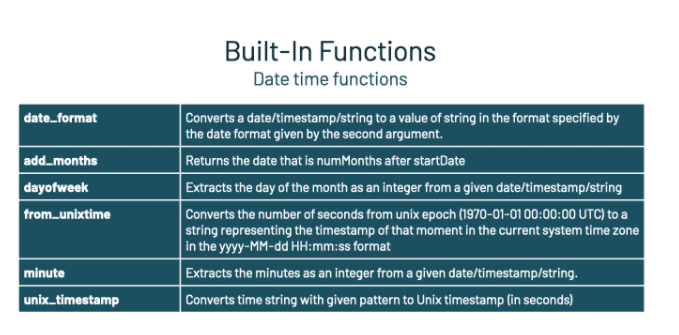 Built-In Functions
Date time functions
date_format
Converts a date/timestamp/string to a value of string in the format specified by
the date format given by the second argument.
add_months
Returns the date that is numMonths after startDate
dayofweek
Extracts the day of the month as an integer from a given date/timestamp/string
from_unixtime
Converts the number of seconds from unix epoch (1970-01-01 00:00:00 UTC) to a
string representing the timestamp of that moment in the current system time zone
in the yyyy-MM-dd HH:mm:ss format
minute
Extracts the minutes as an integer from a given date/timestamp/string.
unix_timestamp
Converts time string with given pattern to Unix timestamp (in seconds)